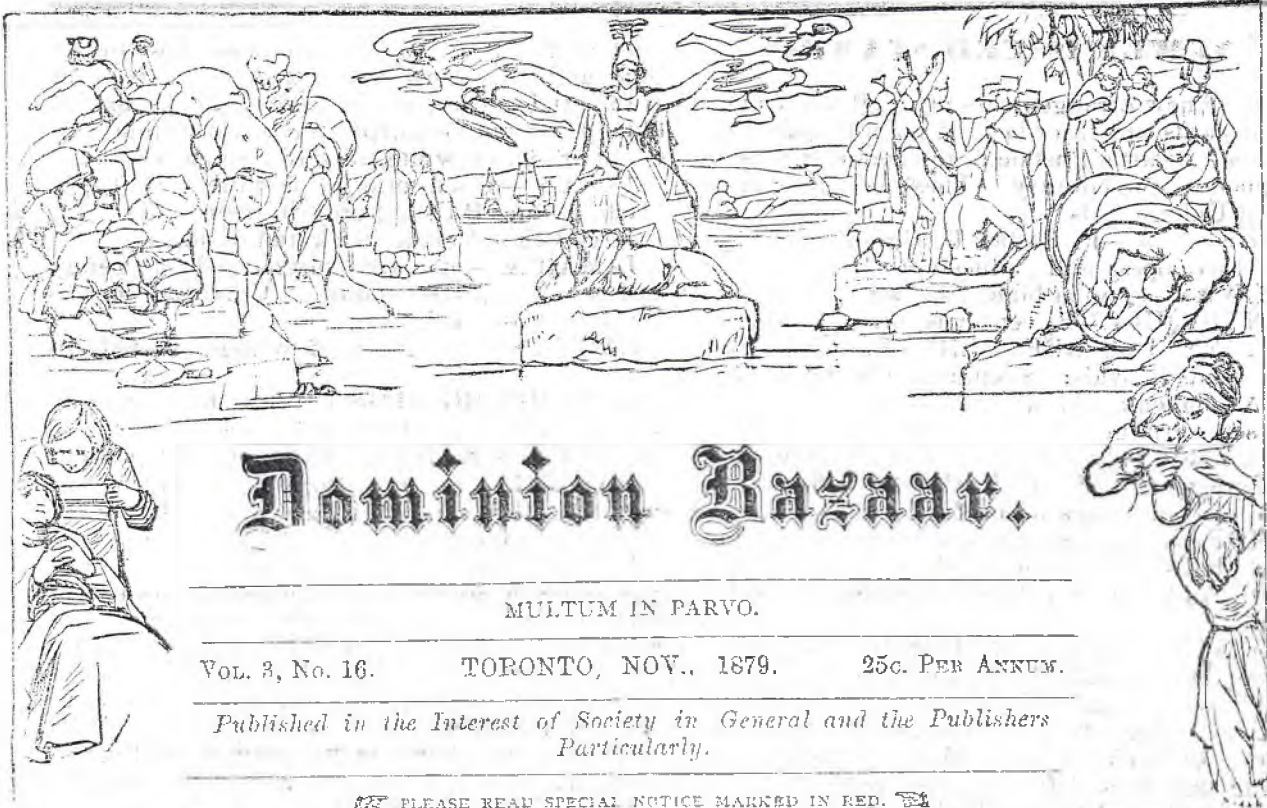 Dominion Bazaar.
MULTUM IN PARVO.
VOL. 3, NO. 16. TORONTO, NOV., 1879. 25c. PER ANNUM.
Published in the Interest of Society in General and the Publishers
Particularly.
☞ PLEASE READ SPECIAL NOTICE MARKED IN RED. ☜